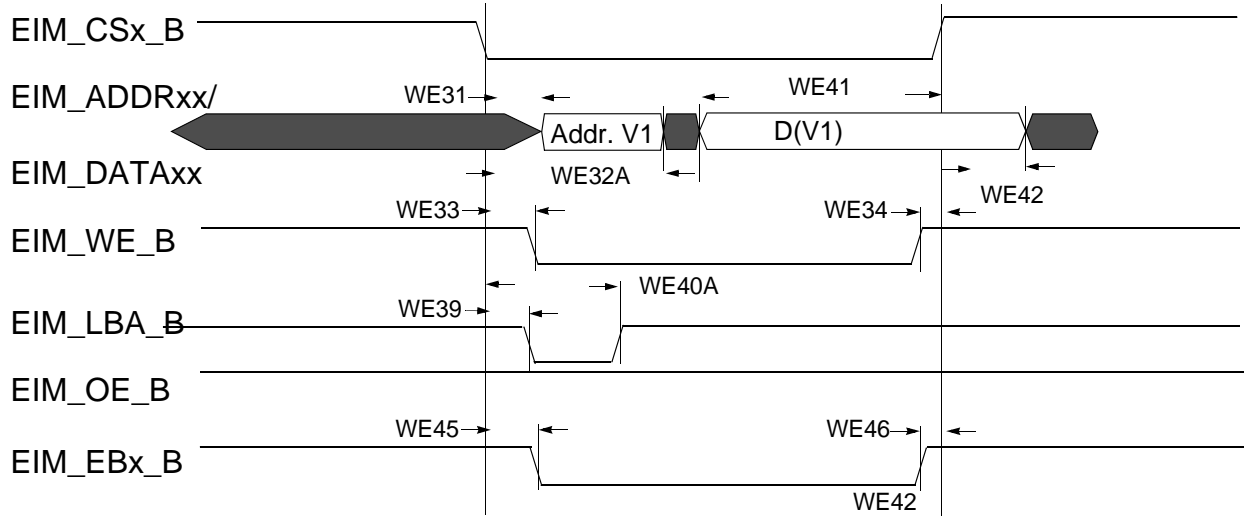 EIM_CSx_B
EIM_ADDRxx/
WE31
WE41
Addr. V1
D(V1)
EIM_DATAxx
WE32A
WE42
WE33
WE34
EIM_WE_B
WE40A
WE39
EIM_LBA_B
EIM_OE_B
WE45
WE46
EIM_EBx_B
WE42